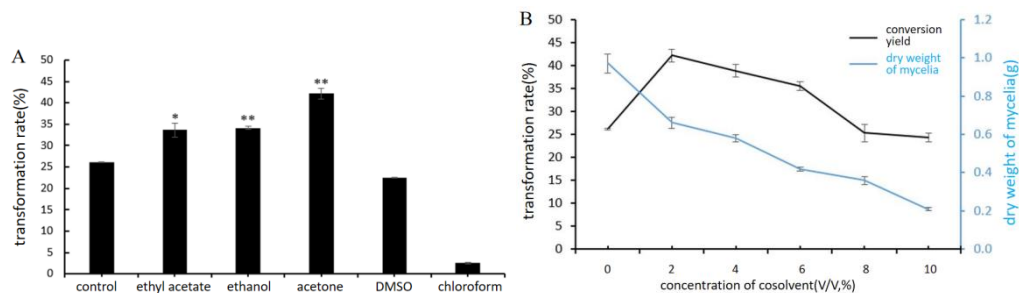 A
transformation rate(%)
50
45
40
35
30
25
20
15
10
5
0
*
**
**
control
ethyl acetate
ethanol
acetone
DMSO
chloroform
B
transformation rate(%)
50
45
40
35
30
25
20
15
10
5
0
conversion
yield
dry weight
of mycelia
1.2
1.0
0.8
0.6
0.4
0.2
0.0
dry weight of mycelia(g)
0
2
4
6
8
10
concentration of cosolvent(V/V,%)